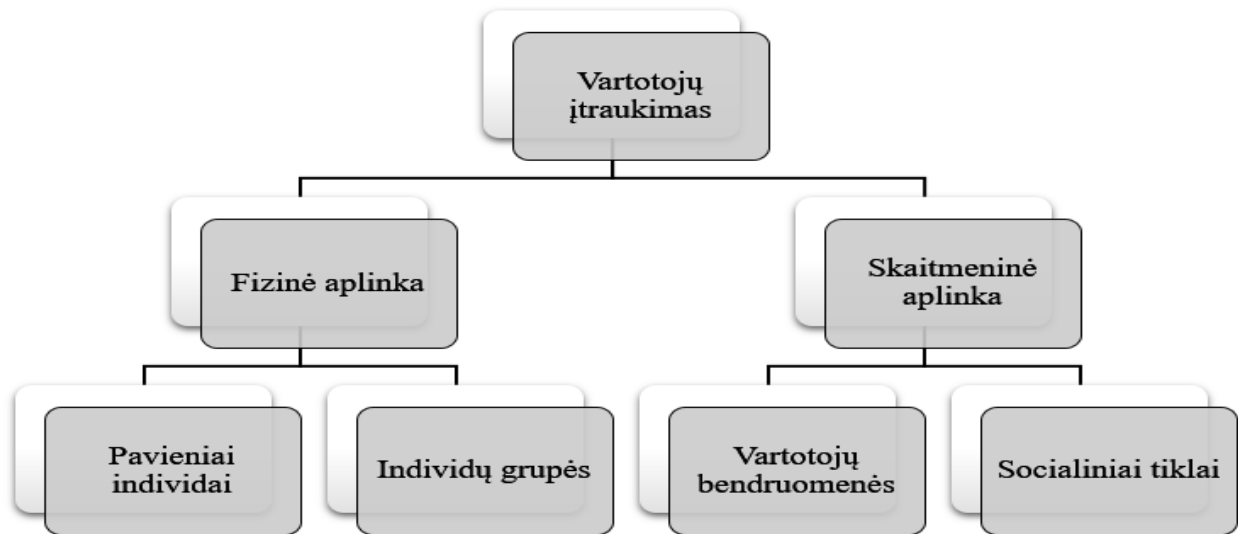 Vartotojų
įtraukimas
Fizinė aplinka
Skaitmeninė
aplinka
Pavieniai
individai
Individų grupės
Vartotojų
bendruomenės
Socialiniai tiklai